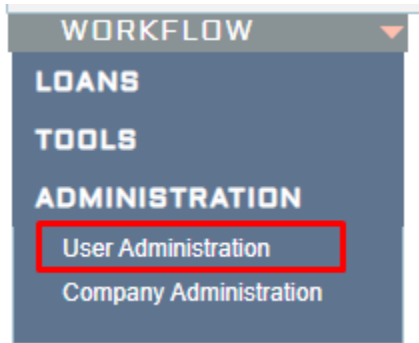 WORKFLOW
LOANS
TOOLS
ADMINISTRATION
User Administration
Company Administration